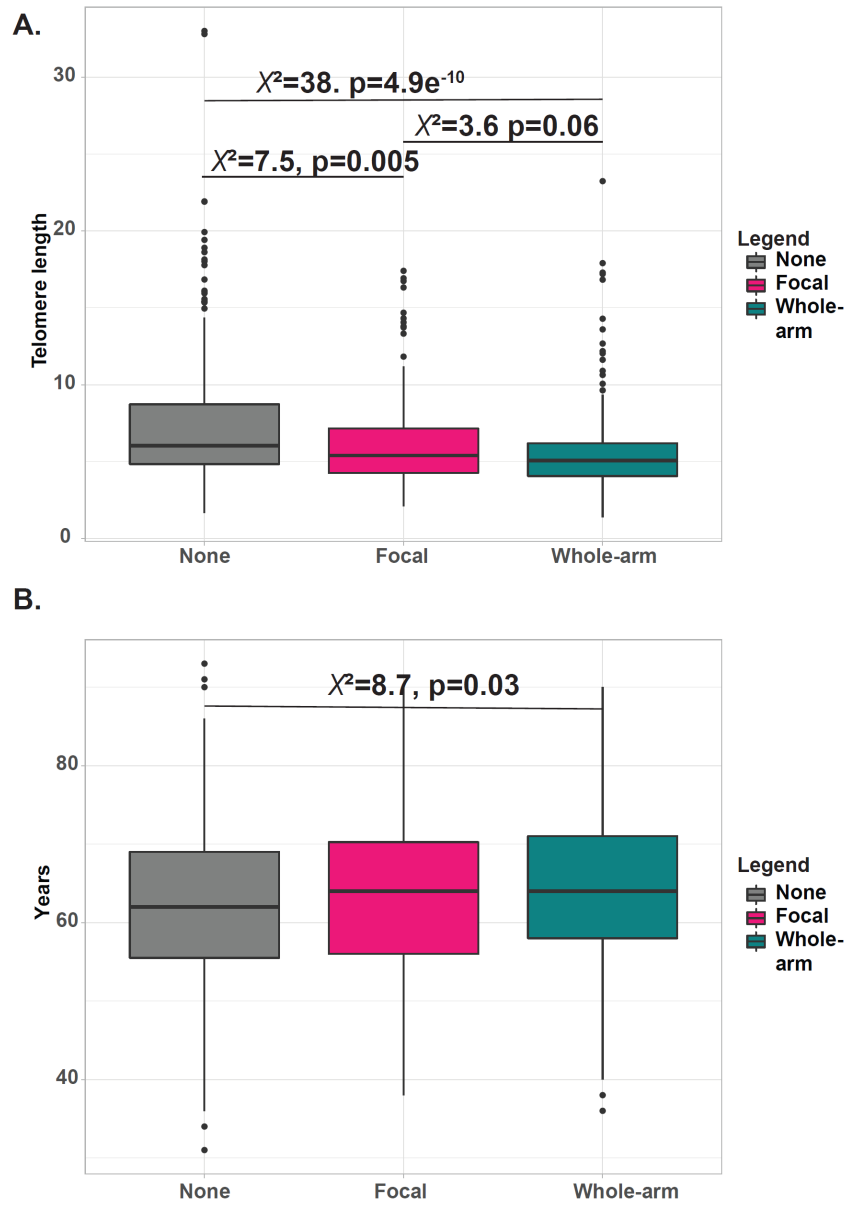 A.
30
20
10
0
Telomere length
X²=38. p=4.9e⁻¹⁰
X²=3.6 p=0.06
X²=7.5, p=0.005
None
Focal
Whole-arm
Legend
None
Focal
Whole-
arm
B.
80
60
40
Years
X²=8.7, p=0.03
None
Focal
Whole-arm
Legend
None
Focal
Whole-
arm